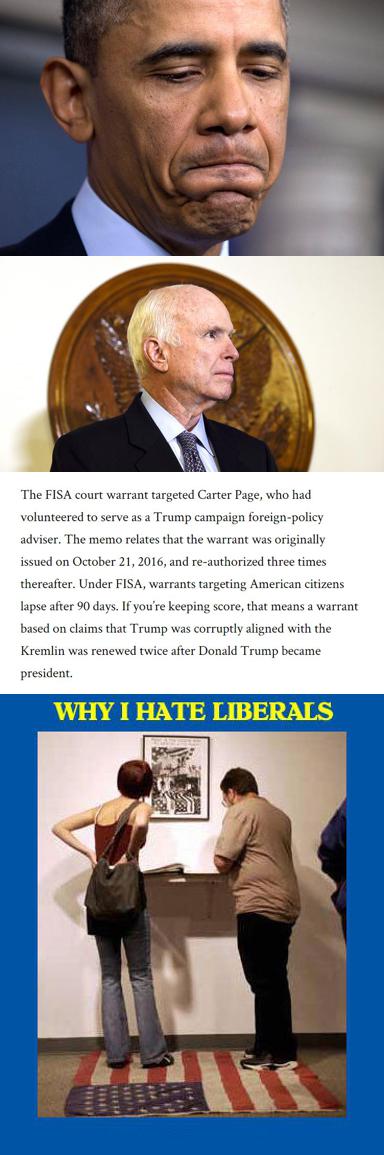 The FISA court warrant targeted Carter Page, who had
volunteered to serve as a Trump campaign foreign-policy
adviser. The memo relates that the warrant was originally
issued on October 21, 2016, and re-authorized three times
thereafter. Under FISA, warrants targeting American citizens
lapse after 90 days. If you’re keeping score, that means a warrant
based on claims that Trump was corruptly aligned with the
Kremlin was renewed twice after Donald Trump became
president.
WHY I HATE LIBERALS